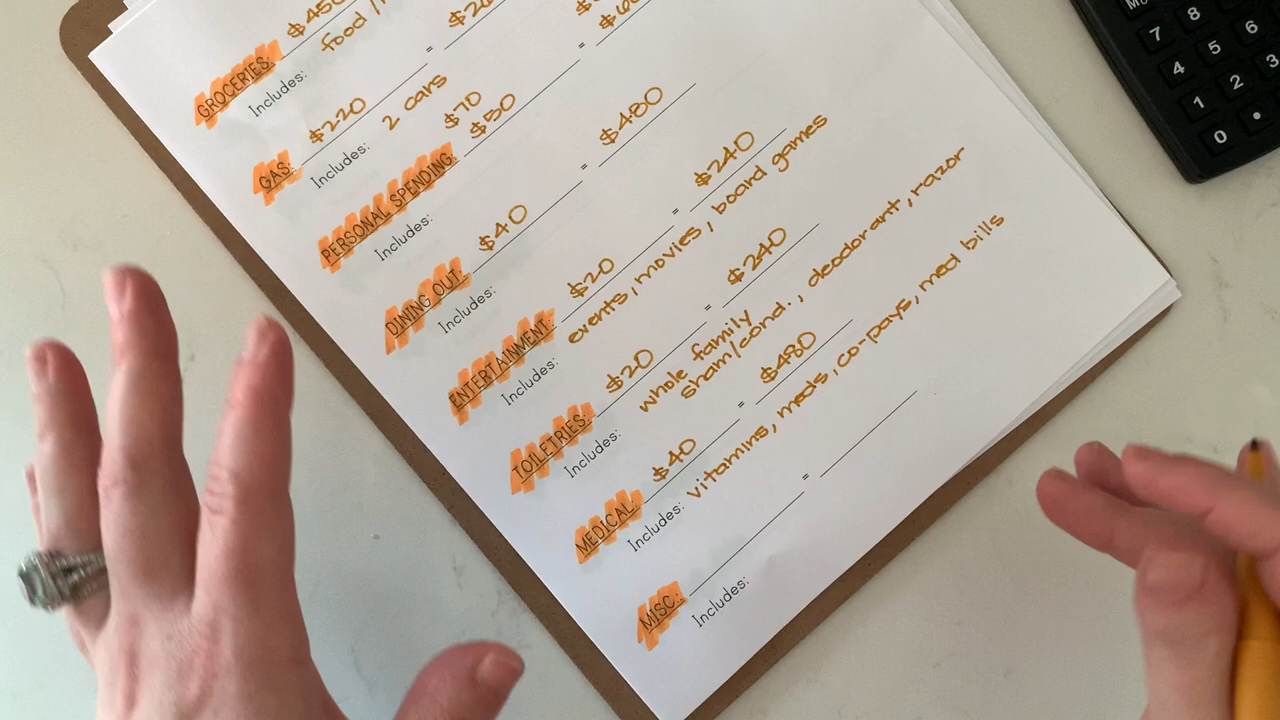 GROCERIES: $450
Includes: food /
GAS: $220 =
Includes: 2 cars
$70
PERSONAL SPENDING: $50 =
Includes:
DINING OUT: $40 = $480
Includes:
ENTERTAINMENT: $20 = $240
Includes: events, movies, board games
TOILETRIES: $20 = $240
Includes: whole family
sham/cond., deodorant, razor
MEDICAL: $40 = $480
Includes: vitamins, meds, co-pays, med bills
MISC: =
Includes:
7 8
4 5 6
1 2 3
0 •